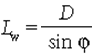 L_w = D / sin φ